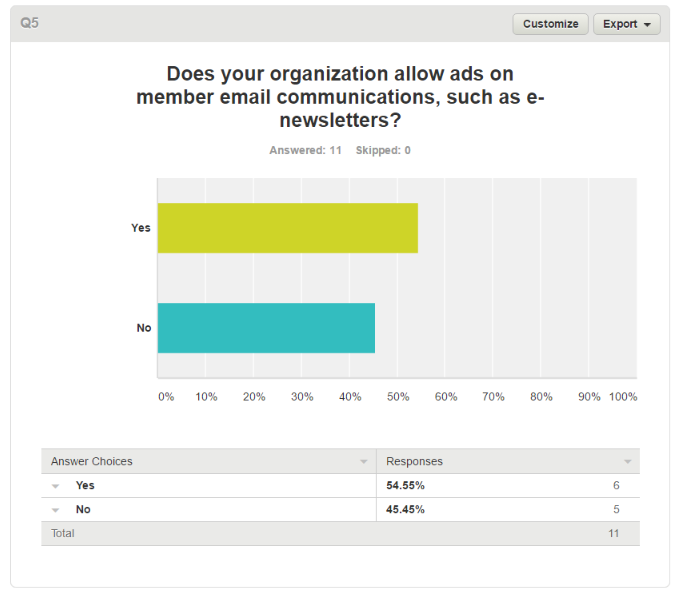 Q5
Customize
Export
Does your organization allow ads on
member email communications, such as e-
newsletters?
Answered: 11 Skipped: 0
Yes
No
0% 10% 20% 30% 40% 50% 60% 70% 80% 90% 100%
Answer Choices Responses
Yes 54.55% 6
No 45.45% 5
Total 11